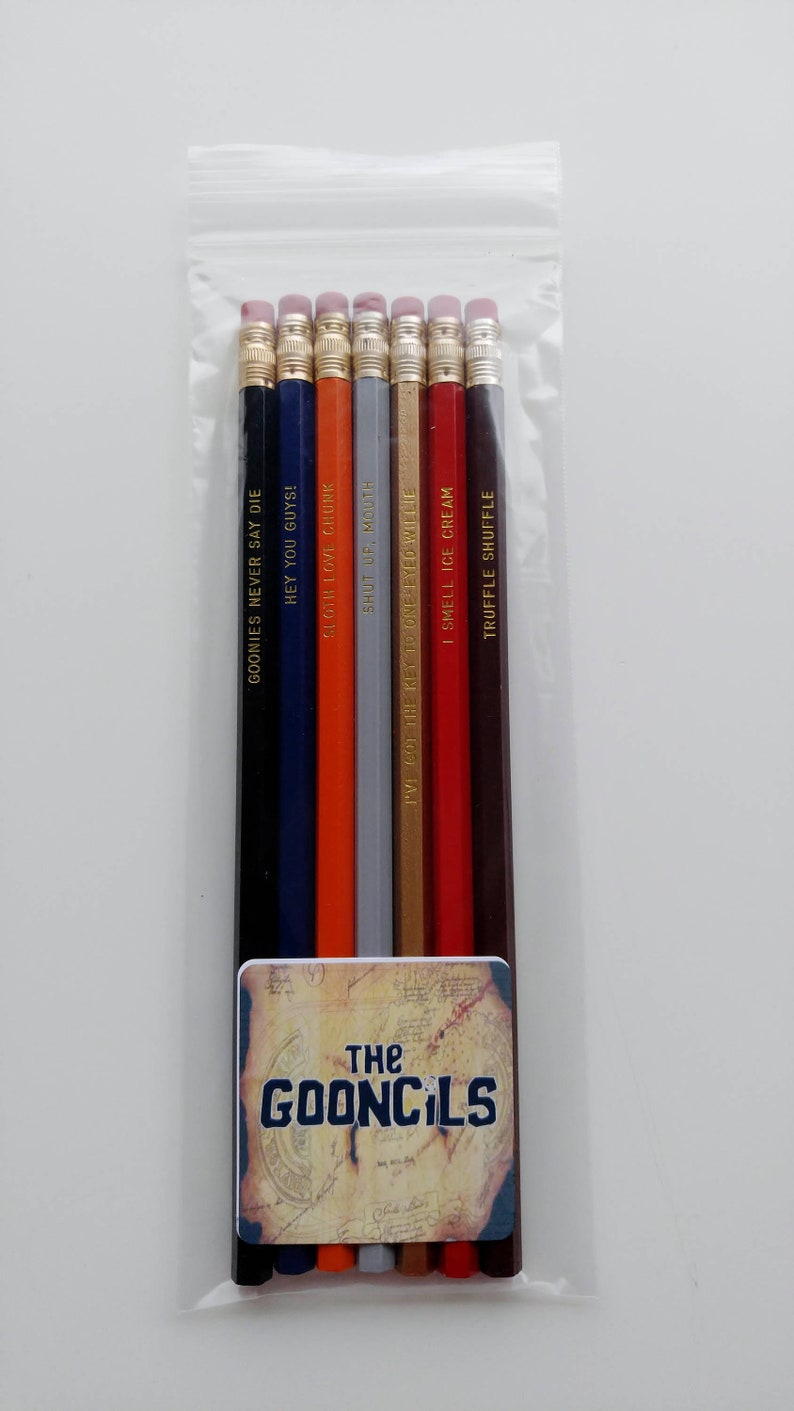 GOONIES NEVER SAY DIE
HEY YOU GUYS!
SLOTH LOVE CHUNK
SHUT UP, MOUTH
I'VE GOT THE KEY TO ONE-EYED WILLIE
I SMELL ICE CREAM
TRUFFLE SHUFFLE
THE
GOONCILS